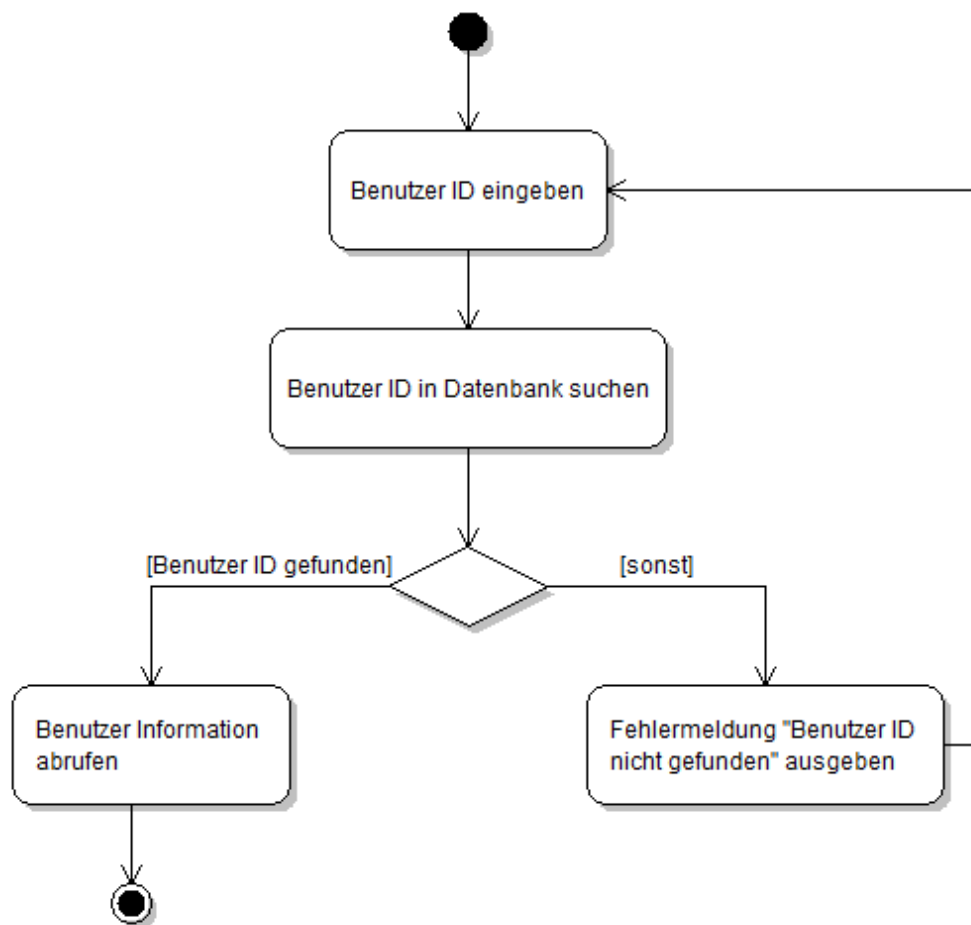 Benutzer ID eingeben
Benutzer ID in Datenbank suchen
[Benutzer ID gefunden]
[sonst]
Benutzer Information
abrufen
Fehlermeldung "Benutzer ID
nicht gefunden" ausgeben